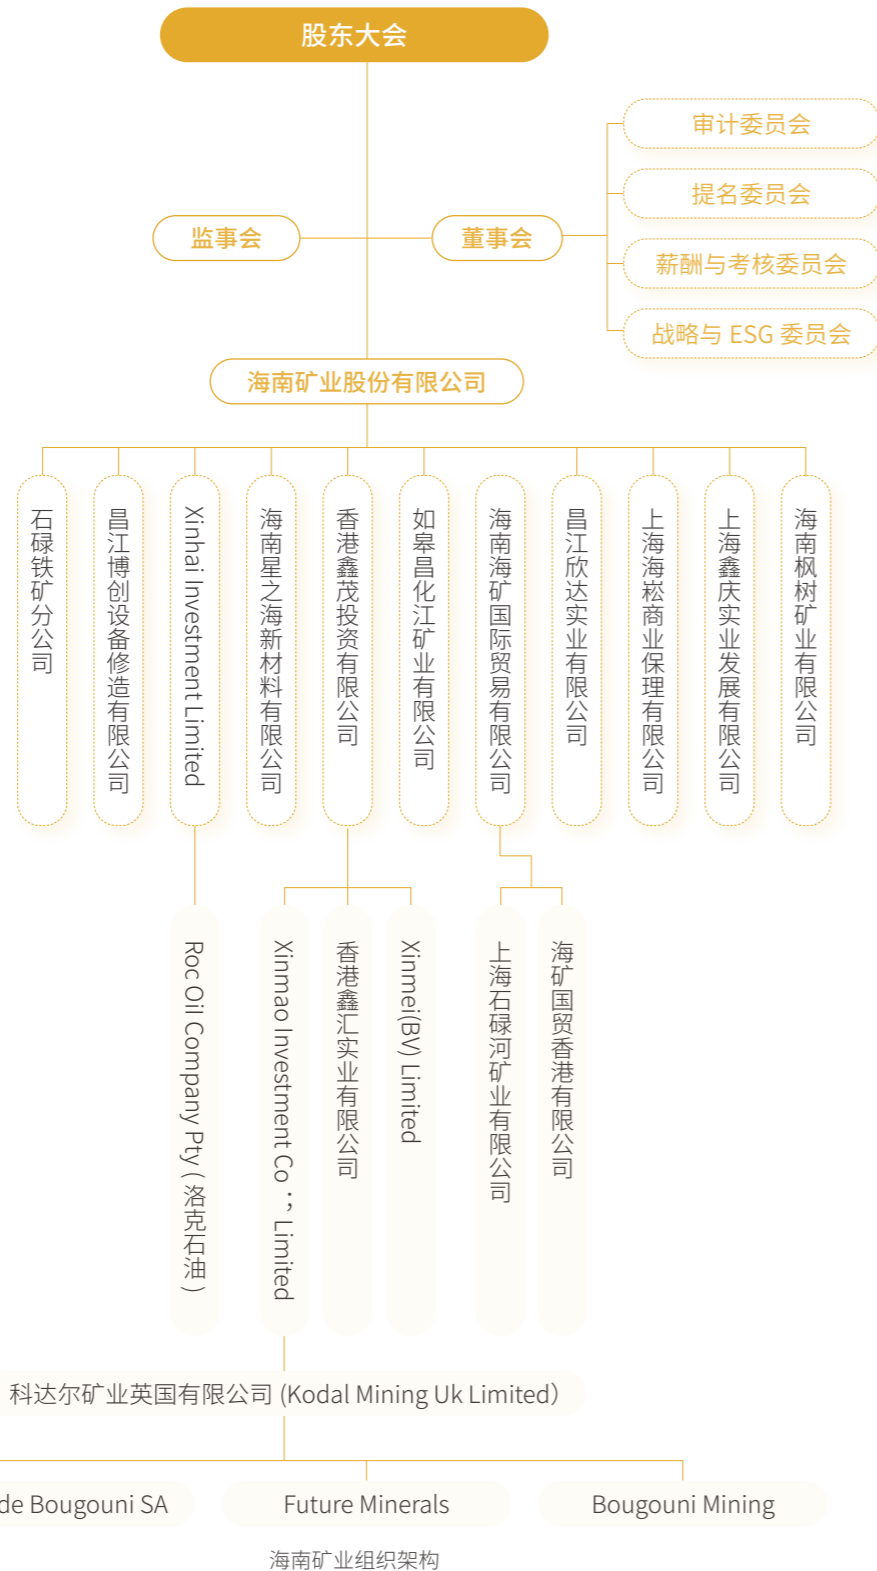 股东大会
审计委员会
提名委员会
监事会
董事会
薪酬与考核委员会
战略与 ESG 委员会
海南矿业股份有限公司
石碌铁矿分公司
昌江博创设备修造有限公司
Xinhai Investment Limited
海南星之海新材料有限公司
香港鑫茂投资有限公司
如皋昌化江矿业有限公司
海南海矿国际贸易有限公司
昌江欣达实业有限公司
上海海崧商业保理有限公司
上海鑫庆实业发展有限公司
海南枫树矿业有限公司
Roc Oil Company Pty ( 洛克石油 )
Xinmao Investment Co ., Limited
香港鑫汇实业有限公司
Xinmei(BV) Limited
上海石碌河矿业有限公司
海矿国贸香港有限公司
科达尔矿业英国有限公司 (Kodal Mining Uk Limited）
de Bougouni SA
Future Minerals
Bougouni Mining
海南矿业组织架构